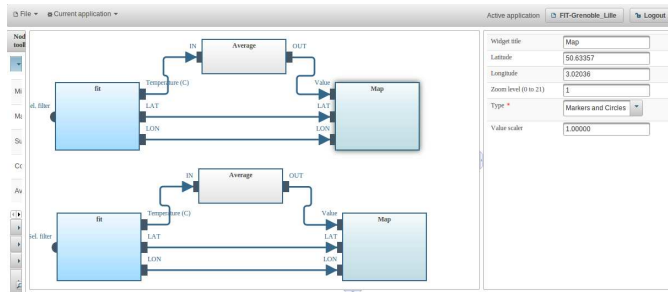 File Current application Active application FIT-Grenoble_Lille Logout
Nod
tool
Mi
Su
Co
Av
IN Average OUT
Temperature (C) Value
fit Map
el. filter LAT LAT
LON LON
IN Average OUT
Temperature (C) Value
fit Map
el. filter LAT LAT
LON LON
Widget title Map
Latitude 50.63357
Longitude 3.02036
Zoom level (0 to 21) 1
Type * Markers and Circles
Value scaler 1.00000